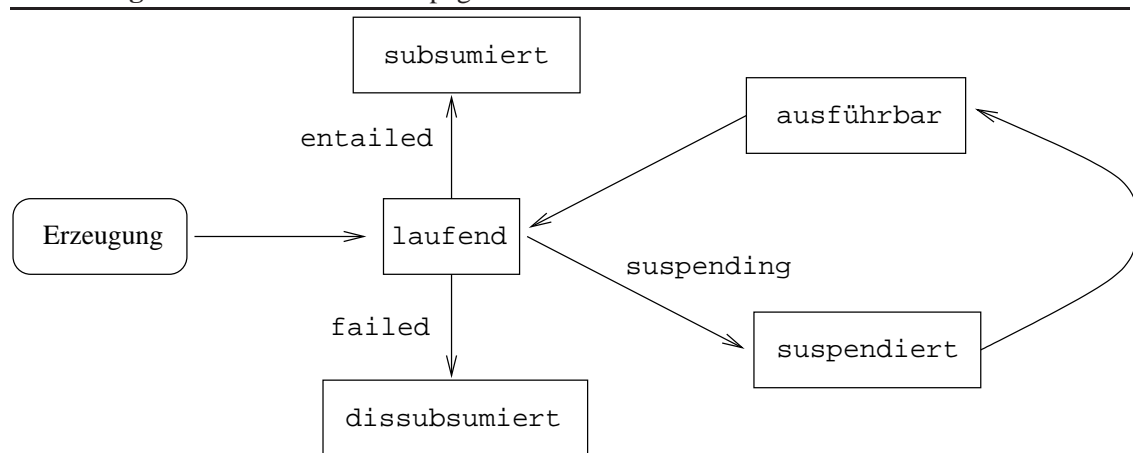 subsumiert
ausführbar
entailed
Erzeugung
laufend
suspending
failed
suspendiert
dissubsumiert